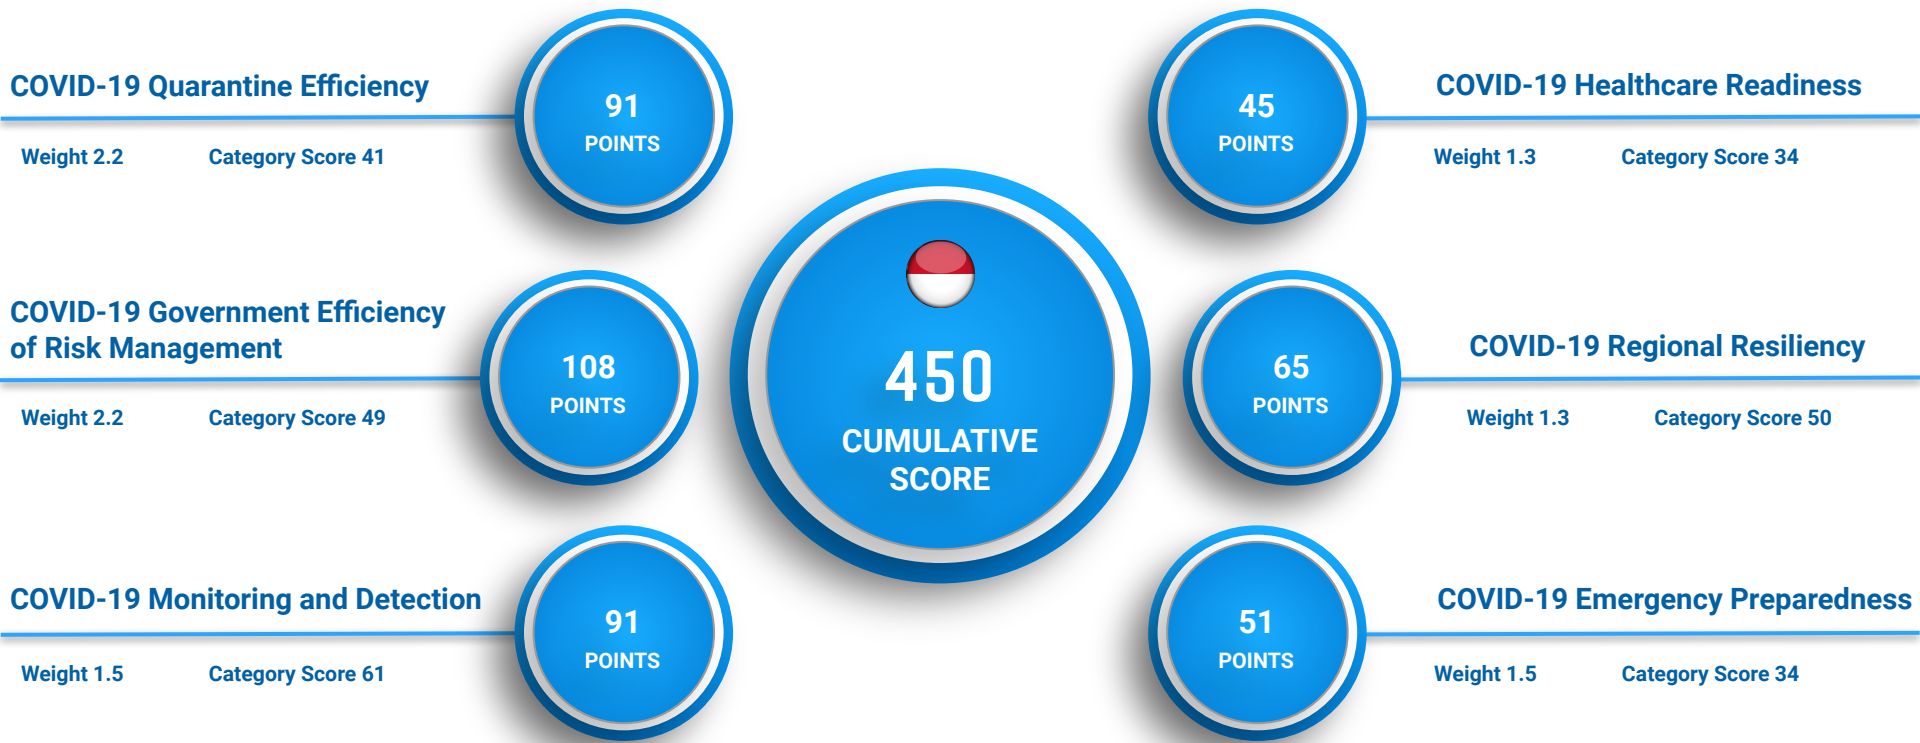 COVID-19 Quarantine Efficiency
Weight 2.2 Category Score 41
91
POINTS
COVID-19 Government Efficiency
of Risk Management
Weight 2.2 Category Score 49
108
POINTS
COVID-19 Monitoring and Detection
Weight 1.5 Category Score 61
91
POINTS
450
CUMULATIVE
SCORE
45
POINTS
COVID-19 Healthcare Readiness
Weight 1.3 Category Score 34
65
POINTS
COVID-19 Regional Resiliency
Weight 1.3 Category Score 50
51
POINTS
COVID-19 Emergency Preparedness
Weight 1.5 Category Score 34